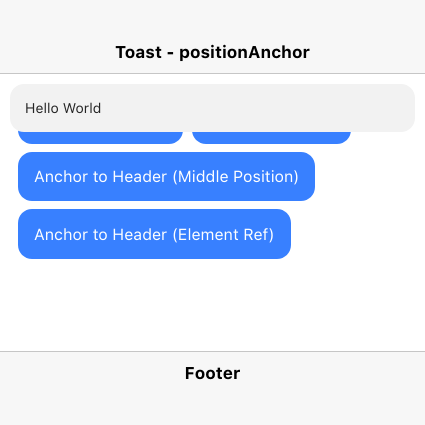 Toast - positionAnchor
Hello World
Anchor to Header (Middle Position)
Anchor to Header (Element Ref)
Footer